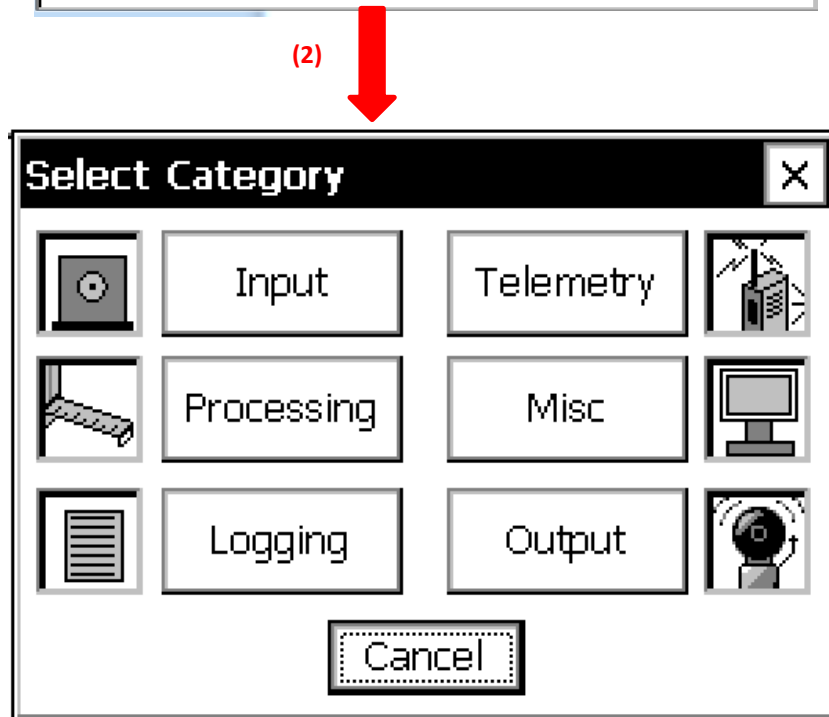 (2)
Select Category
Input
Telemetry
Processing
Misc
Logging
Output
Cancel